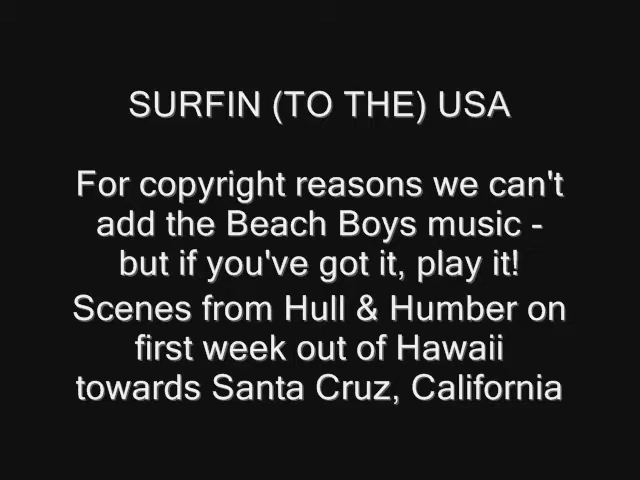 SURFIN (TO THE) USA
For copyright reasons we can't
add the Beach Boys music -
but if you've got it, play it!
Scenes from Hull & Humber on
first week out of Hawaii
towards Santa Cruz, California